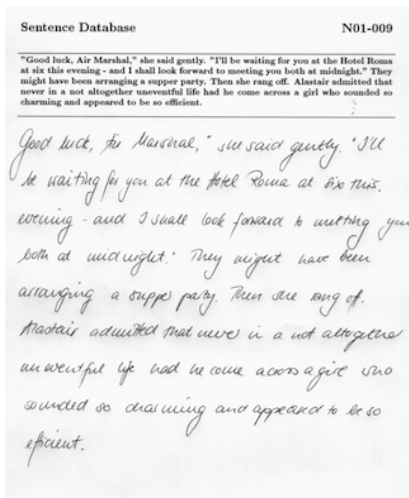 Sentence Database N01-009
"Good luck, Air Marshal," she said gently. "I'll be waiting for you at the Hotel Roma
at six this evening - and I shall look forward to meeting you both at midnight." They
might have been arranging a supper party. Then she rang off. Alastair admitted that
never in a not altogether uneventful life had he come across a girl who sounded so
charming and appeared to be so efficient.
Good luck, Air Marshal," she said gently. "I'll
be waiting for you at the Hotel Roma at six this.
evening - and I shall look forward to metting you
both at midnight." They might have been
arranging a supper party. Then she rang off.
Alastair admitted that never in a not altogether
uneventful life had he come across a girl who
sounded so charming and appeared to be so
efficient.